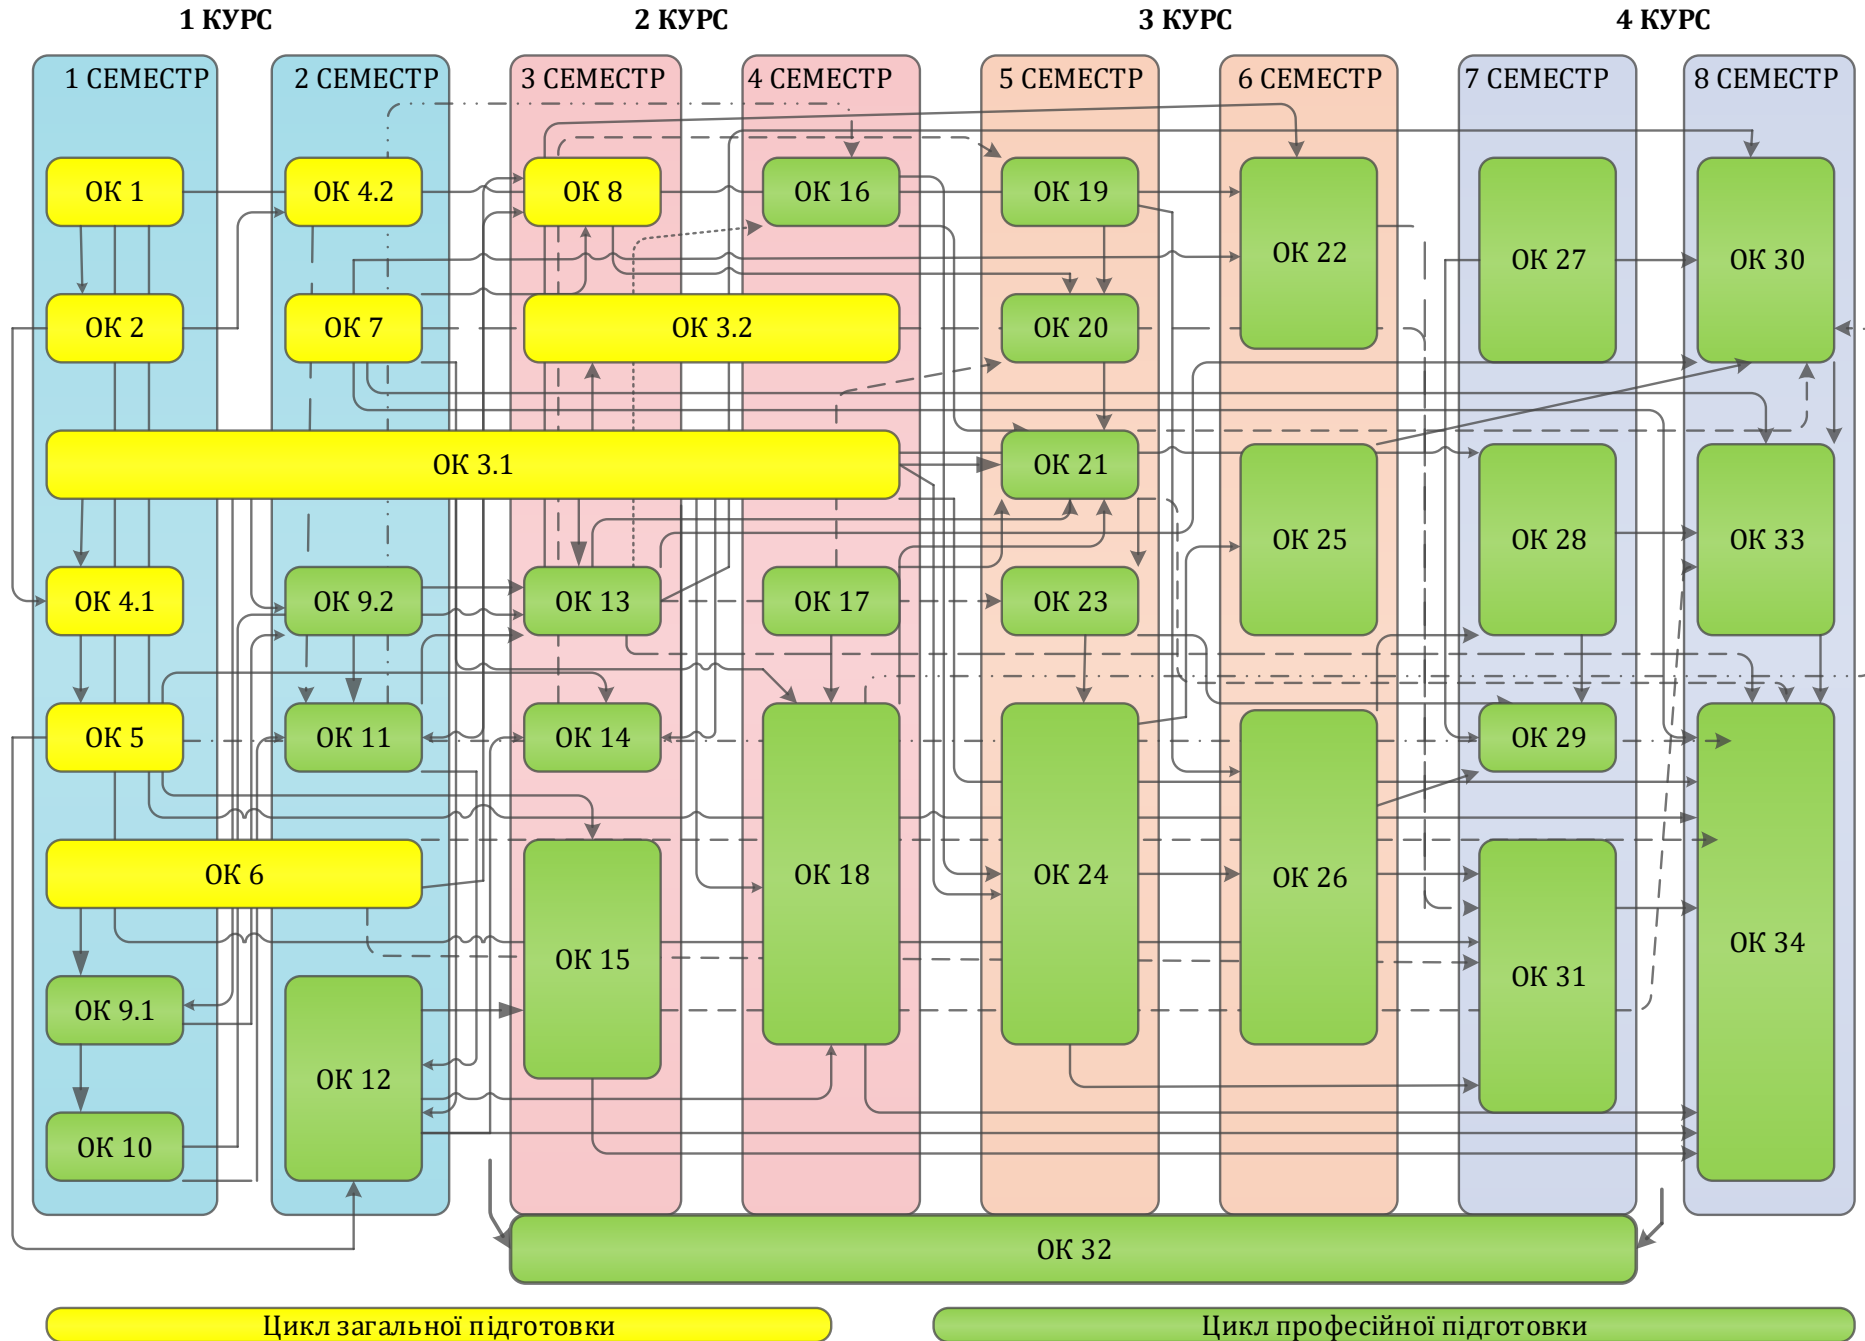 1 КУРС 2 КУРС 3 КУРС 4 КУРС
1 СЕМЕСТР 2 СЕМЕСТР 3 СЕМЕСТР 4 СЕМЕСТР 5 СЕМЕСТР 6 СЕМЕСТР 7 СЕМЕСТР 8 СЕМЕСТР
ОК 1 ОК 4.2 ОК 8 ОК 16 ОК 19
ОК 22 ОК 27 ОК 30
ОК 2 ОК 7 ОК 3.2 ОК 20
ОК 3.1 ОК 21
ОК 25 ОК 28 ОК 33
ОК 4.1 ОК 9.2 ОК 13 ОК 17 ОК 23
ОК 5 ОК 11 ОК 14 ОК 29
ОК 6 ОК 18 ОК 24 ОК 26
ОК 15 ОК 31 ОК 34
ОК 9.1
ОК 12
ОК 10
ОК 32
Цикл загальної підготовки Цикл професійної підготовки